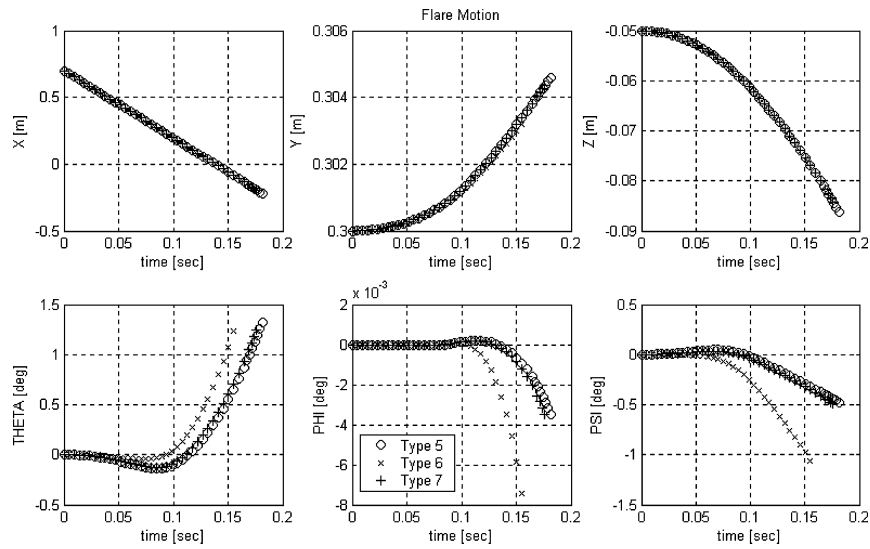 Flare Motion
1
0.5
0
-0.5
X [m]
0 0.05 0.1 0.15 0.2
time [sec]
0.306
0.304
0.302
0.3
Y [m]
0 0.05 0.1 0.15 0.2
time [sec]
-0.05
-0.06
-0.07
-0.08
-0.09
Z [m]
0 0.05 0.1 0.15 0.2
time [sec]
1.5
1
0.5
0
-0.5
THETA [deg]
0 0.05 0.1 0.15 0.2
time [sec]
x 10⁻³
2
0
-2
-4
-6
-8
PHI [deg]
Type 5
Type 6
Type 7
0 0.05 0.1 0.15 0.2
time [sec]
0.5
0
-0.5
-1
-1.5
PSI [deg]
0 0.05 0.1 0.15 0.2
time [sec]